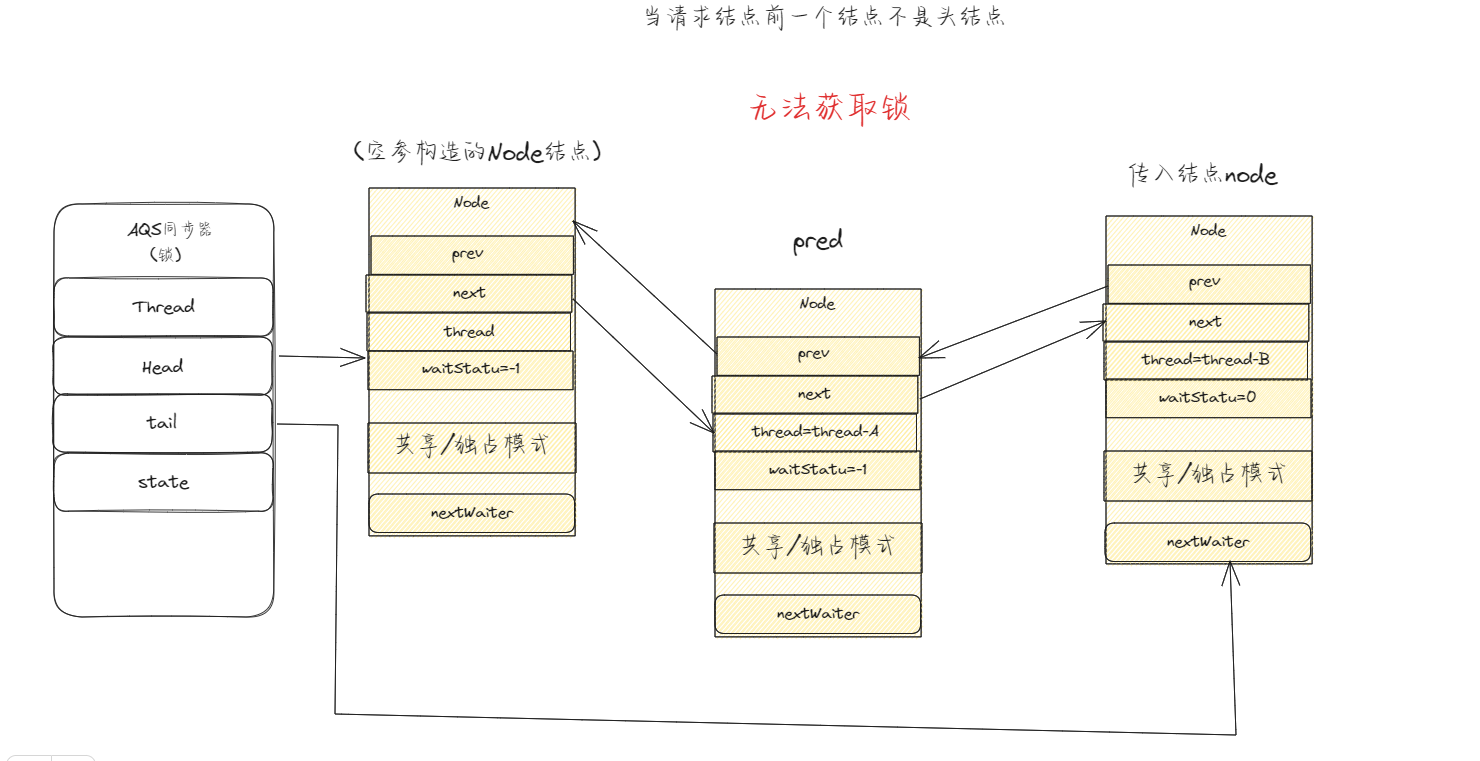 当请求结点前一个结点不是头结点
无法获取锁
(空参构造的Node结点)
传入结点node
pred
AQS同步器
(锁)
Thread
Head
tail
state
Node
prev
next
thread
waitStatu=-1
共享/独占模式
nextWaiter
Node
prev
next
thread=thread-A
waitStatu=-1
共享/独占模式
nextWaiter
Node
prev
next
thread=thread-B
waitStatu=0
共享/独占模式
nextWaiter